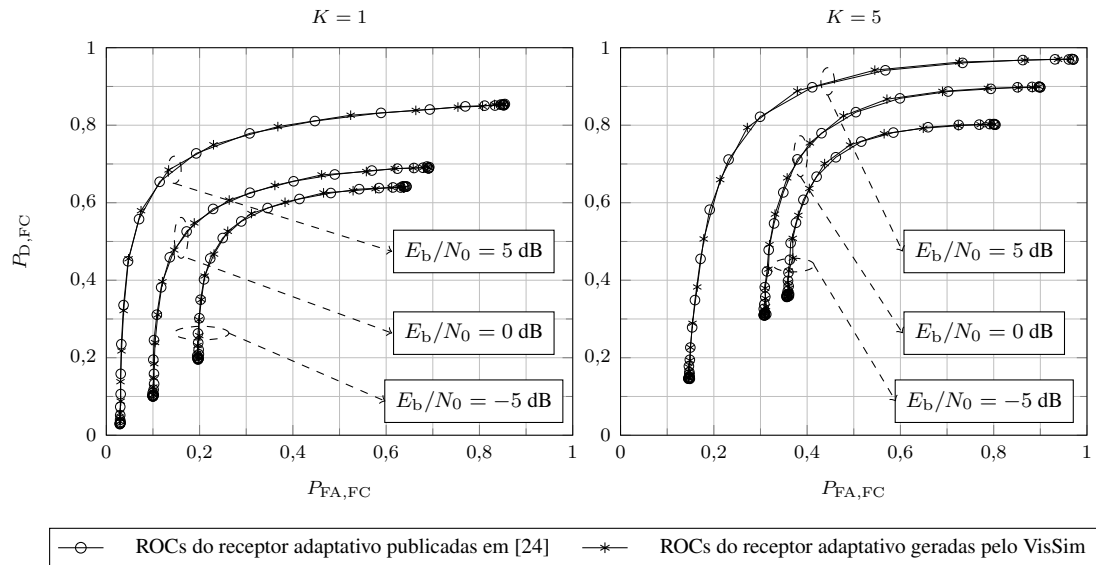 K = 1
K = 5
P_D,FC
1
0,8
0,6
0,4
0,2
0
0 0,2 0,4 0,6 0,8 1
P_FA,FC
E_b/N_0 = 5 dB
E_b/N_0 = 0 dB
E_b/N_0 = −5 dB
1
0,8
0,6
0,4
0,2
0
0 0,2 0,4 0,6 0,8 1
P_FA,FC
E_b/N_0 = 5 dB
E_b/N_0 = 0 dB
E_b/N_0 = −5 dB
ROCs do receptor adaptativo publicadas em [24]
ROCs do receptor adaptativo geradas pelo VisSim